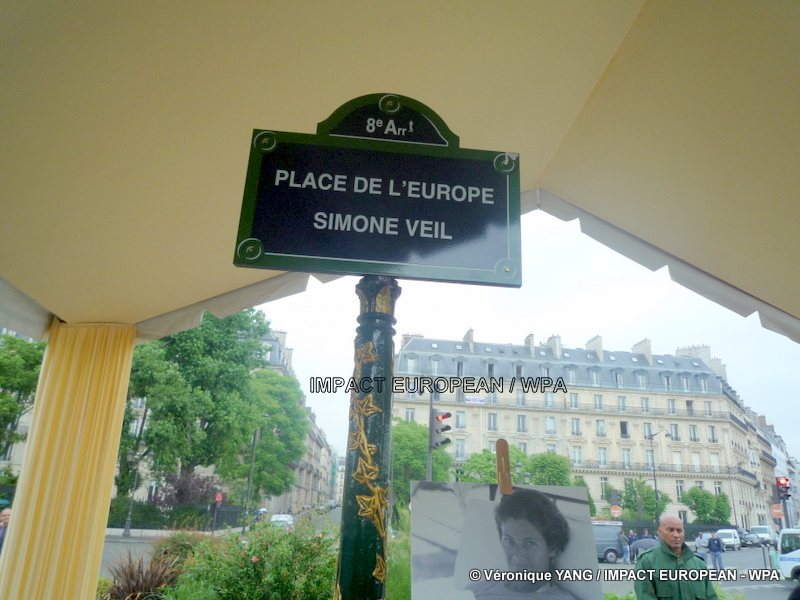 8e Arrt
PLACE DE L'EUROPE
SIMONE VEIL
IMPACT EUROPEAN / WPA
© Véronique YANG / IMPACT EUROPEAN - WPA